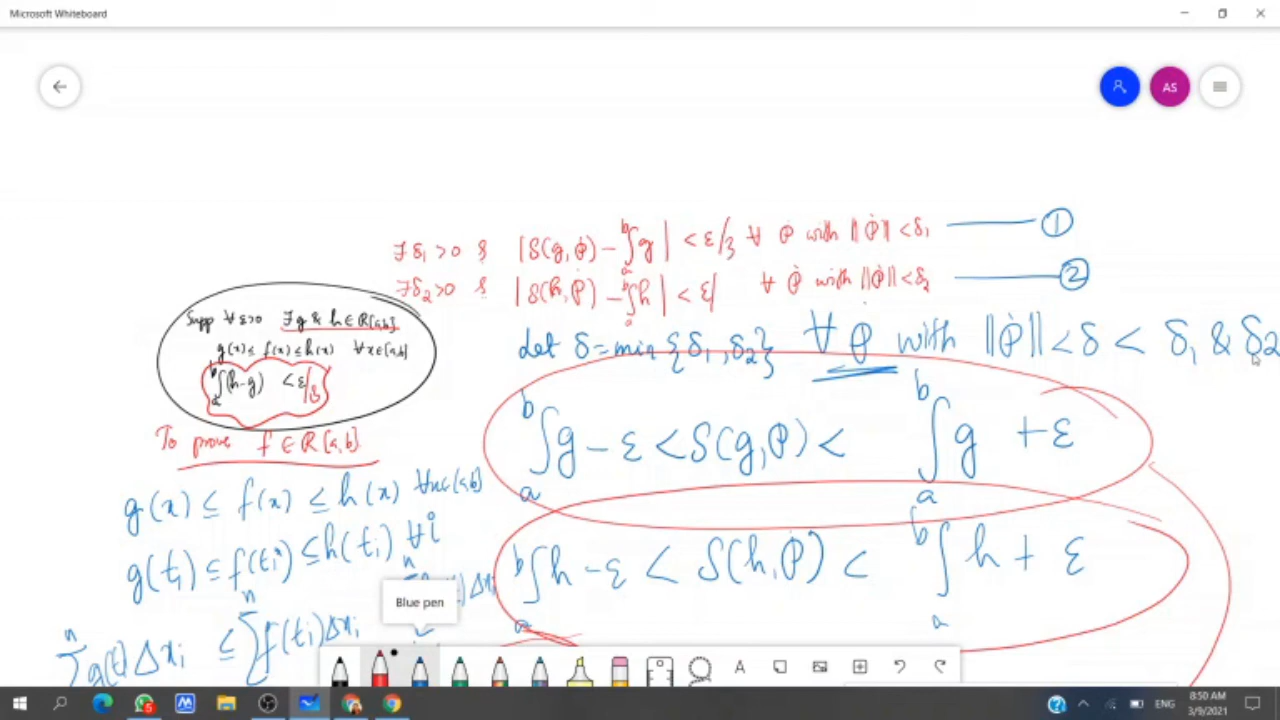 Microsoft Whiteboard
AS
∃ δ₁ > 0 & |S(g,Ṗ) − ∫ₐᵇ g| < ε/3 ∀ Ṗ with ||Ṗ|| < δ₁ —— ①
∃ δ₂ > 0 & |S(h,Ṗ) − ∫ₐᵇ h| < ε/ ∀ Ṗ with ||Ṗ|| < δ₂ —— ②
Let δ = min {δ₁, δ₂} ∀ Ṗ with ||Ṗ|| < δ < δ₁ & δ₂
Supp ∀ ε>0 ∃ g & h ∈ R[a,b]
g(x) ≤ f(x) ≤ h(x) ∀x∈[a,b]
∫ₐᵇ (h−g) < ε/3
To prove f ∈ R[a,b]
∫ₐᵇ g − ε < S(g,Ṗ) < ∫ₐᵇ g + ε
g(x) ≤ f(x) ≤ h(x) ∀x∈[a,b]
g(tᵢ) ≤ f(tᵢ) ≤ h(tᵢ) ∀ i
∫ₐᵇ h − ε < S(h,Ṗ) < ∫ₐᵇ h + ε
Blue pen
∑ⁿ g(tᵢ) Δxᵢ ≤ ∑ⁿ f(tᵢ) Δxᵢ
A
5
ENG
8:50 AM
3/9/2021